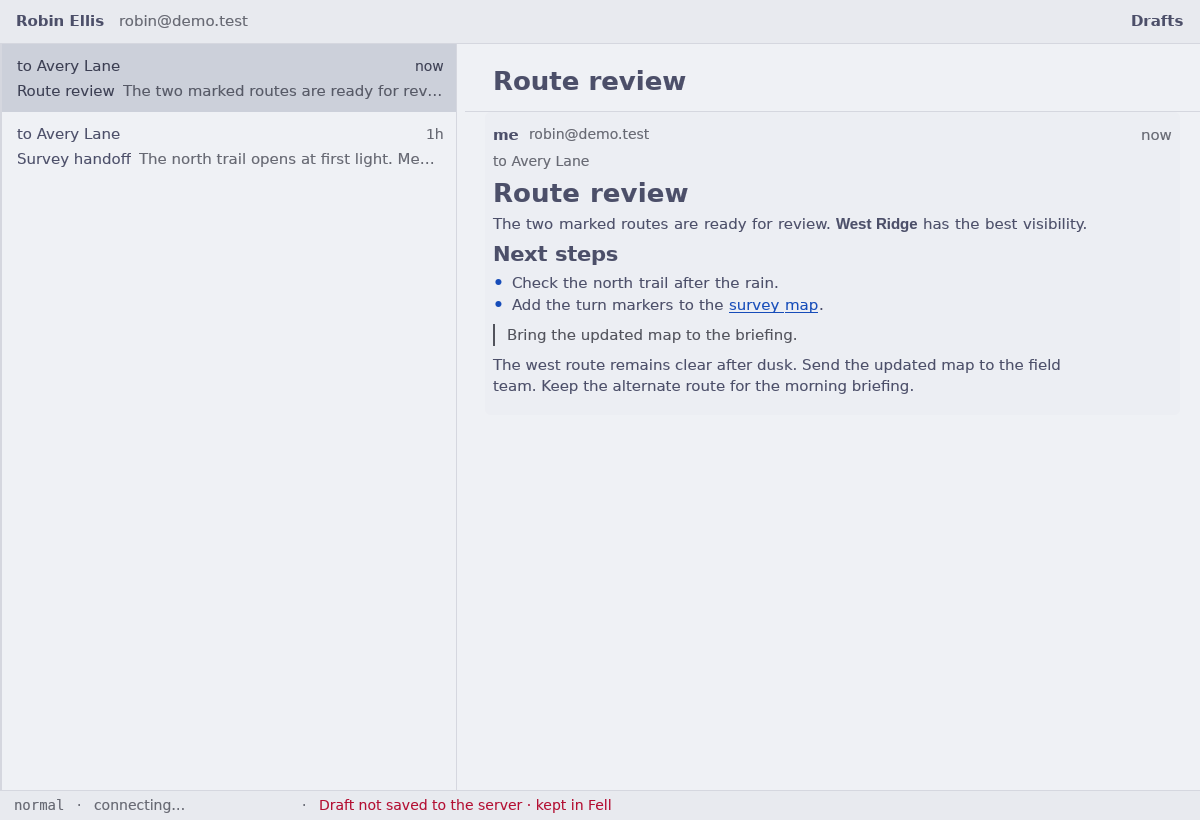 Robin Ellis robin@demo.test Drafts
to Avery Lane now
Route review The two marked routes are ready for rev…
to Avery Lane 1h
Survey handoff The north trail opens at first light. Me…
Route review
me robin@demo.test now
to Avery Lane
Route review
The two marked routes are ready for review. West Ridge has the best visibility.
Next steps
• Check the north trail after the rain.
• Add the turn markers to the survey map.
Bring the updated map to the briefing.
The west route remains clear after dusk. Send the updated map to the field
team. Keep the alternate route for the morning briefing.
normal · connecting… · Draft not saved to the server · kept in Fell